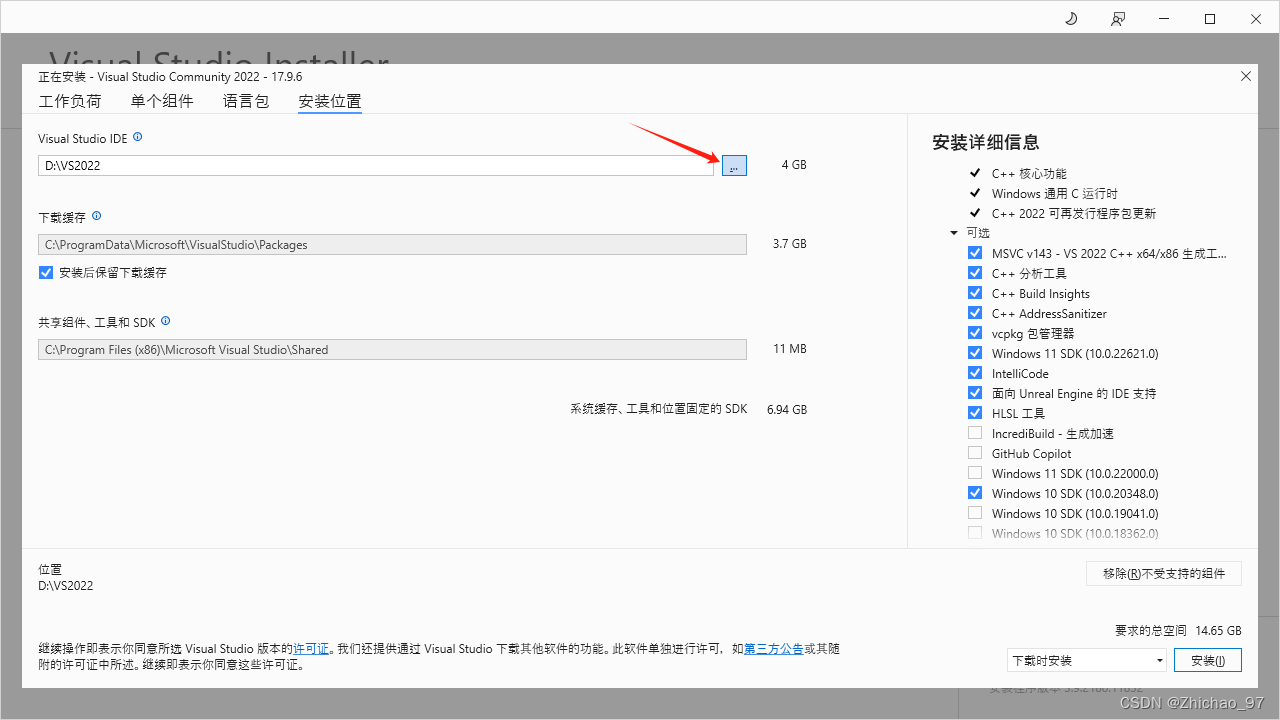 Visual Studio Installer
正在安装 - Visual Studio Community 2022 - 17.9.6
工作负荷 单个组件 语言包 安装位置
Visual Studio IDE
D:\VS2022 ... 4 GB
下载缓存
C:\ProgramData\Microsoft\VisualStudio\Packages 3.7 GB
安装后保留下载缓存
共享组件、工具和 SDK
C:\Program Files (x86)\Microsoft Visual Studio\Shared 11 MB
系统缓存、工具和位置固定的 SDK 6.94 GB
安装详细信息
C++ 核心功能
Windows 通用 C 运行时
C++ 2022 可再发行程序包更新
可选
MSVC v143 - VS 2022 C++ x64/x86 生成工...
C++ 分析工具
C++ Build Insights
C++ AddressSanitizer
vcpkg 包管理器
Windows 11 SDK (10.0.22621.0)
IntelliCode
面向 Unreal Engine 的 IDE 支持
HLSL 工具
IncrediBuild - 生成加速
GitHub Copilot
Windows 11 SDK (10.0.22000.0)
Windows 10 SDK (10.0.20348.0)
Windows 10 SDK (10.0.19041.0)
Windows 10 SDK (10.0.18362.0)
位置
D:\VS2022
移除(R)不受支持的组件
要求的总空间 14.65 GB
继续操作即表示你同意所选 Visual Studio 版本的许可证。我们还提供通过 Visual Studio 下载其他软件的功能。此软件单独进行许可，如第三方公告或其随
附的许可证中所述。继续即表示你同意这些许可证。
下载时安装 安装(I)
安装程序版本
CSDN @Zhichao_97